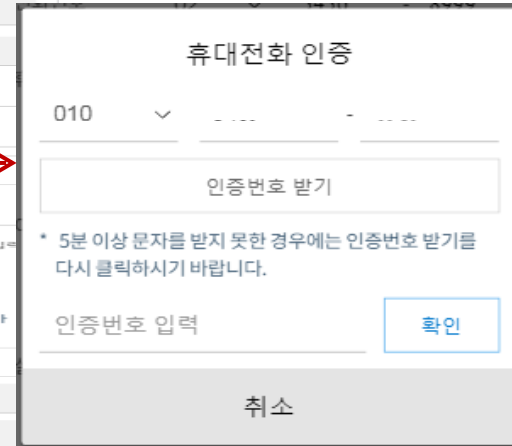 휴대전화 인증
010 -
인증번호 받기
* 5분 이상 문자를 받지 못한 경우에는 인증번호 받기를
다시 클릭하시기 바랍니다.
인증번호 입력 확인
취소